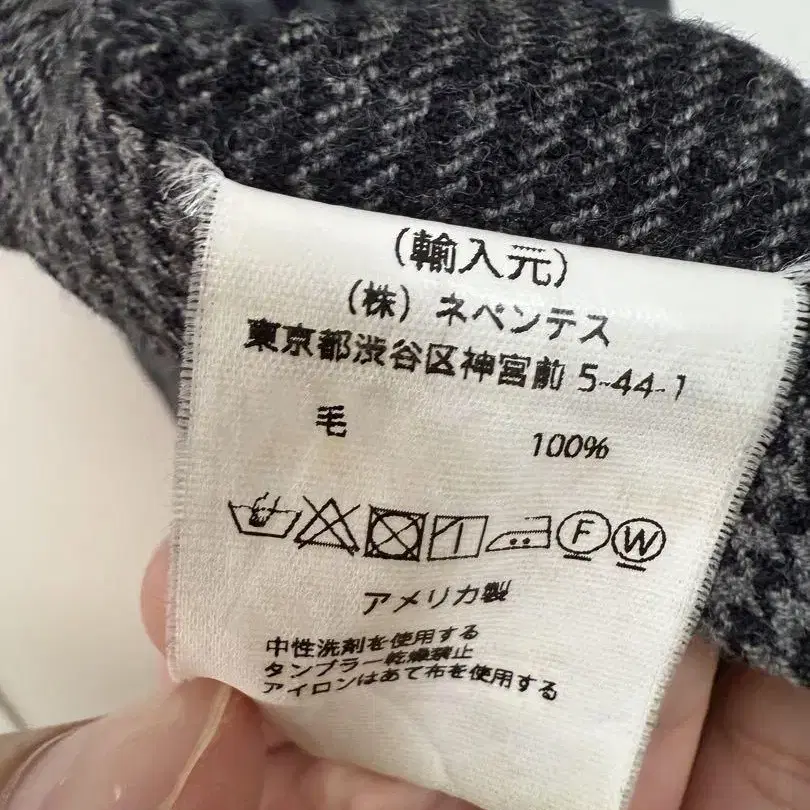 (輸入元)
(株) ネペンテス
東京都渋谷区神宮前 5-44-1
毛 100%
F W
アメリカ製
中性洗剤を使用する
タンブラー乾燥禁止
アイロンはあて布を使用する